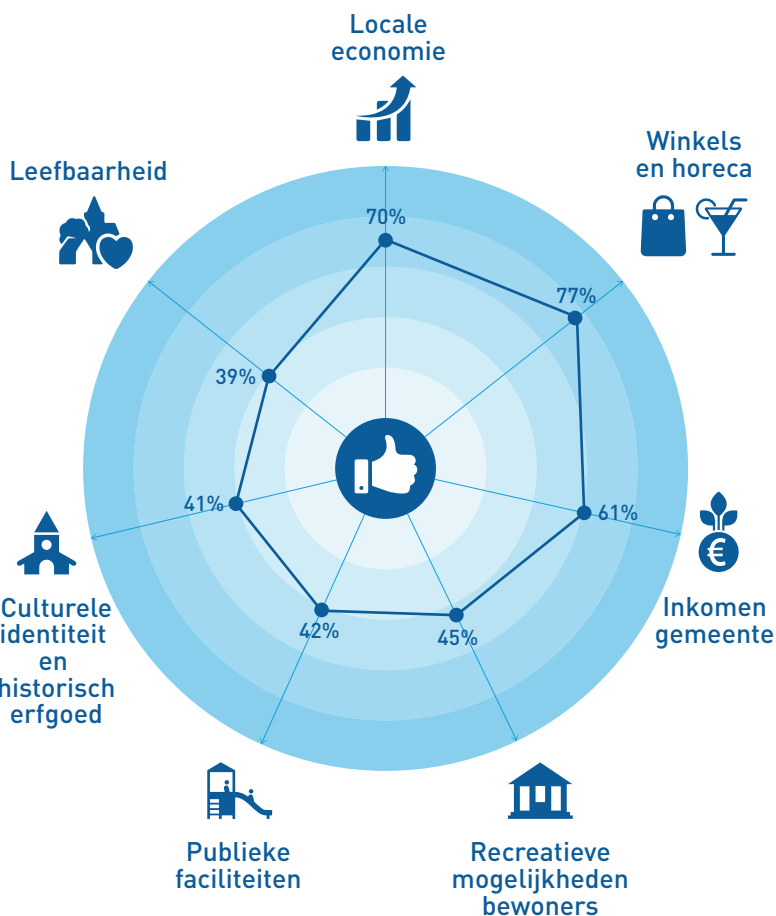 Locale
economie
Winkels
en horeca
Leefbaarheid
70%
77%
39%
41%
61%
€
42%
45%
Culturele
identiteit
en
historisch
erfgoed
Inkomen
gemeente
Publieke
faciliteiten
Recreatieve
mogelijkheden
bewoners